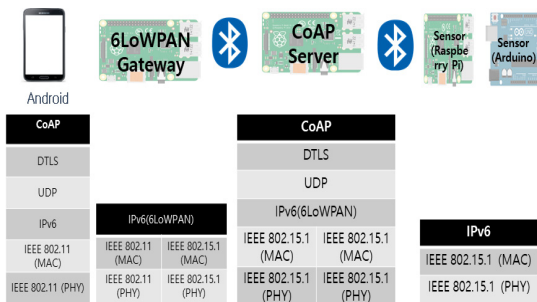 6LoWPAN
Gateway
CoAP
Server
Sensor
(Raspbe
rry Pi)
Sensor
(Arduino)
Android
CoAP
DTLS
UDP
IPv6
IEEE 802.11
(MAC)
IEEE 802.11 (PHY)
IPv6(6LoWPAN)
IEEE 802.11
(MAC)
IEEE 802.15.1
(MAC)
IEEE 802.11
(PHY)
IEEE 802.15.1
(PHY)
CoAP
DTLS
UDP
IPv6(6LoWPAN)
IEEE 802.15.1
(MAC)
IEEE 802.15.1
(MAC)
IEEE 802.15.1
(PHY)
IEEE 802.15.1
(PHY)
IPv6
IEEE 802.15.1 (MAC)
IEEE 802.15.1 (PHY)